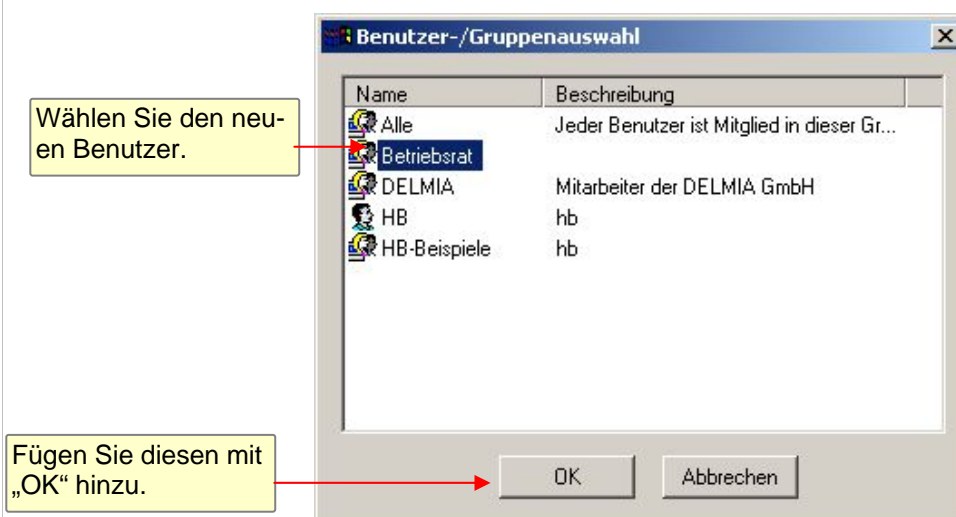 Benutzer-/Gruppenauswahl
Name Beschreibung
Wählen Sie den neu-
en Benutzer.
Alle Jeder Benutzer ist Mitglied in dieser Gr...
Betriebsrat
DELMIA Mitarbeiter der DELMIA GmbH
HB hb
HB-Beispiele hb
Fügen Sie diesen mit
„OK“ hinzu.
OK Abbrechen